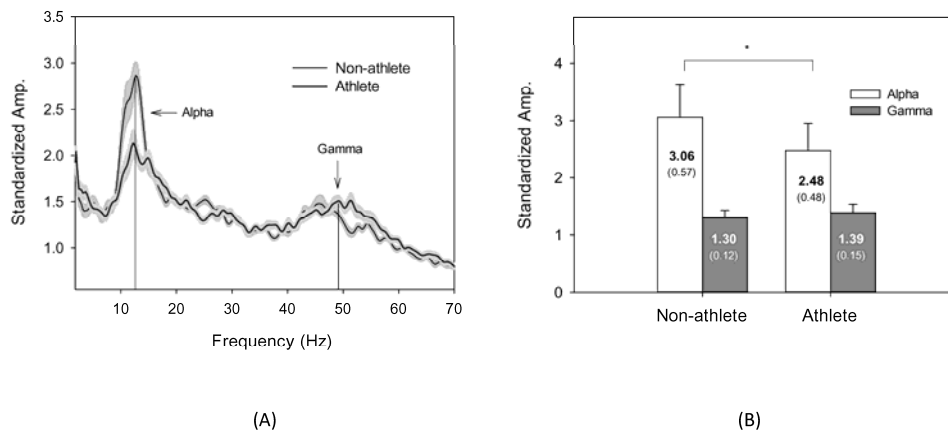 3.5
3.0
2.5
2.0
1.5
1.0
Standardized Amp.
Non-athlete
Athlete
Alpha
Gamma
0 10 20 30 40 50 60 70
Frequency (Hz)
(A)
4
3
2
1
0
Standardized Amp.
*
Alpha
Gamma
3.06
(0.57)
1.30
(0.12)
2.48
(0.48)
1.39
(0.15)
Non-athlete Athlete
(B)